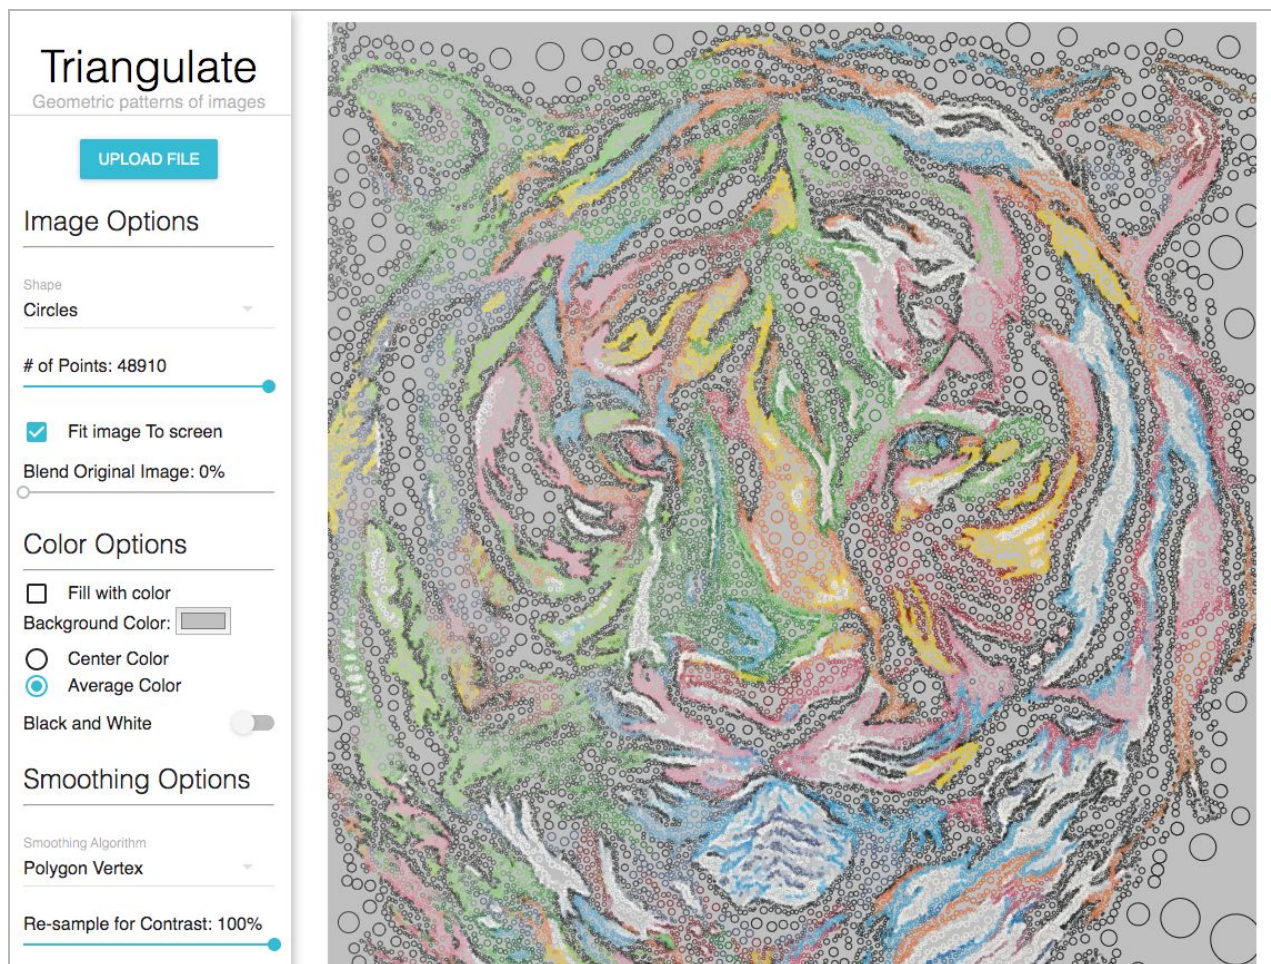 Triangulate
Geometric patterns of images
UPLOAD FILE
Image Options
Shape
Circles
# of Points: 48910
Fit image To screen
Blend Original Image: 0%
Color Options
Fill with color
Background Color:
Center Color
Average Color
Black and White
Smoothing Options
Smoothing Algorithm
Polygon Vertex
Re-sample for Contrast: 100%